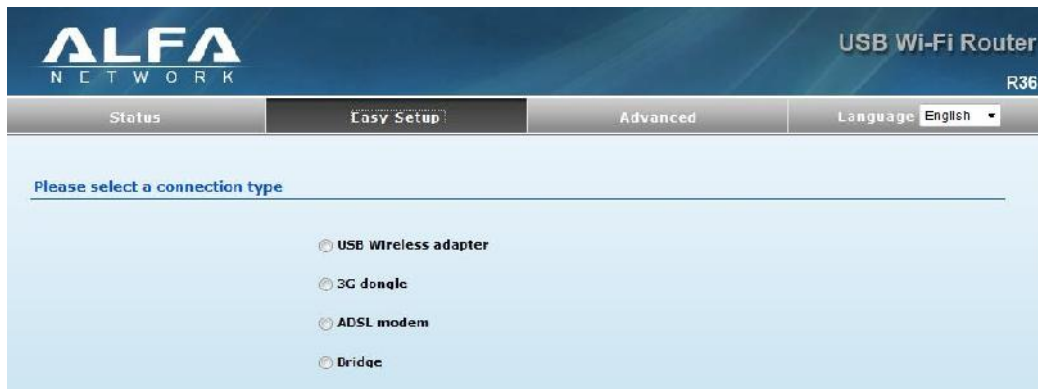 ALFA
NETWORK
USB Wi-Fi Router
R36
Status
Easy Setup
Advanced
Language English
Please select a connection type
USB Wireless adapter
3G dongle
ADSL modem
Bridge